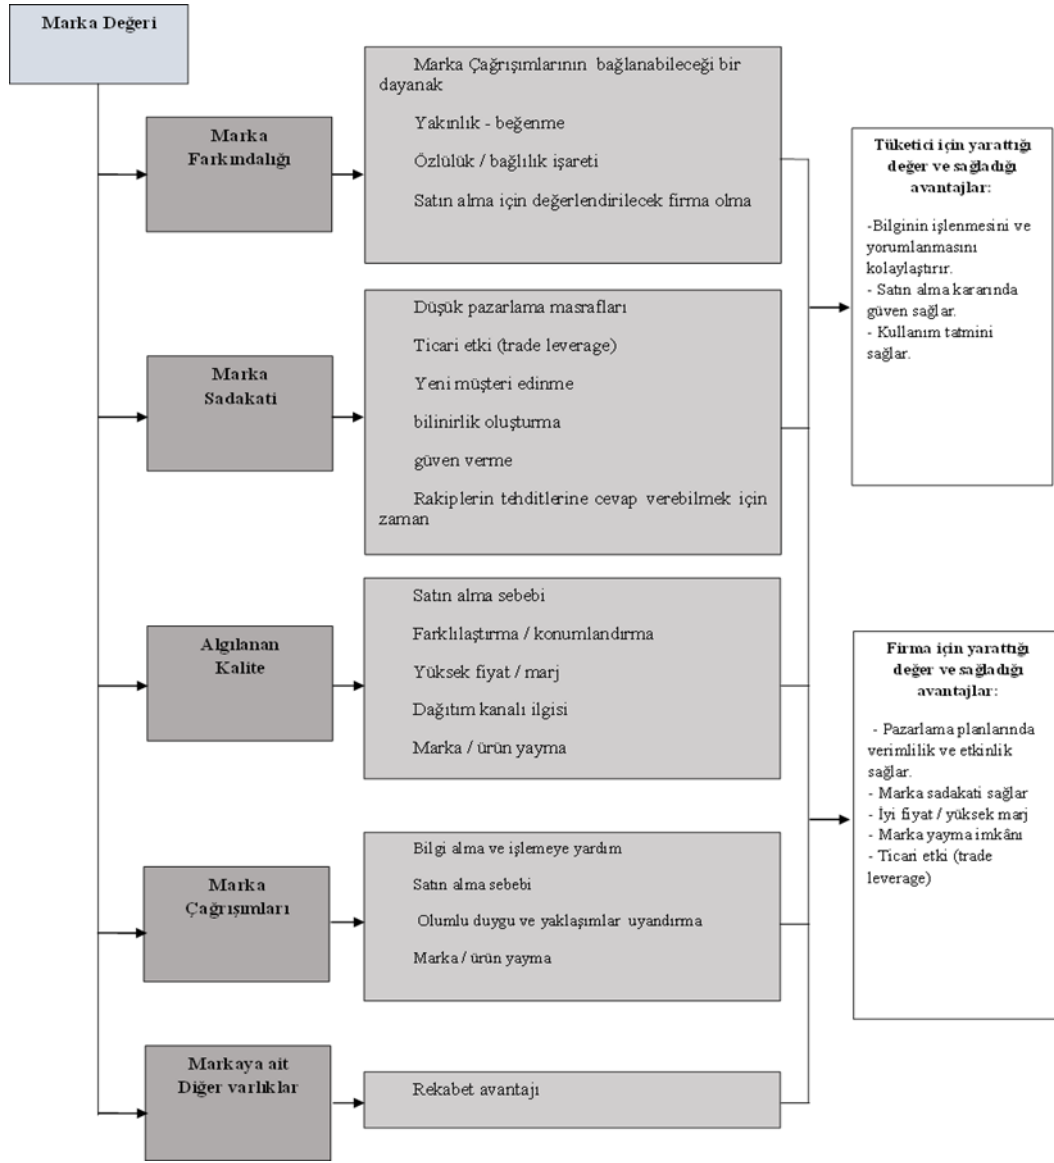 Marka Değeri
Marka
Farkındalığı
Marka Çağrışımlarının bağlanabileceği bir
dayanak
Yakınlık - beğenme
Özlülük / bağlılık işareti
Satın alma için değerlendirilecek firma olma
Marka
Sadakati
Düşük pazarlama masrafları
Ticari etki (trade leverage)
Yeni müşteri edinme
bilinirlik oluşturma
güven verme
Rakiplerin tehditlerine cevap verebilmek için
zaman
Algılanan
Kalite
Satın alma sebebi
Farklılaştırma / konumlandırma
Yüksek fiyat / marj
Dağıtım kanalı ilgisi
Marka / ürün yayma
Marka
Çağrışımları
Bilgi alma ve işlemeye yardım
Satın alma sebebi
Olumlu duygu ve yaklaşımlar uyandırma
Marka / ürün yayma
Markaya ait
Diğer varlıklar
Rekabet avantajı
Tüketici için yarattığı
değer ve sağladığı
avantajlar:
-Bilginin işlenmesini ve
yorumlanmasını
kolaylaştırır.
- Satın alma kararında
güven sağlar.
- Kullanım tatmini
sağlar.
Firma için yarattığı
değer ve sağladığı
avantajlar:
- Pazarlama planlarında
verimlilik ve etkinlik
sağlar.
- Marka sadakati sağlar
- İyi fiyat / yüksek marj
- Marka yayma imkânı
- Ticari etki (trade
leverage)